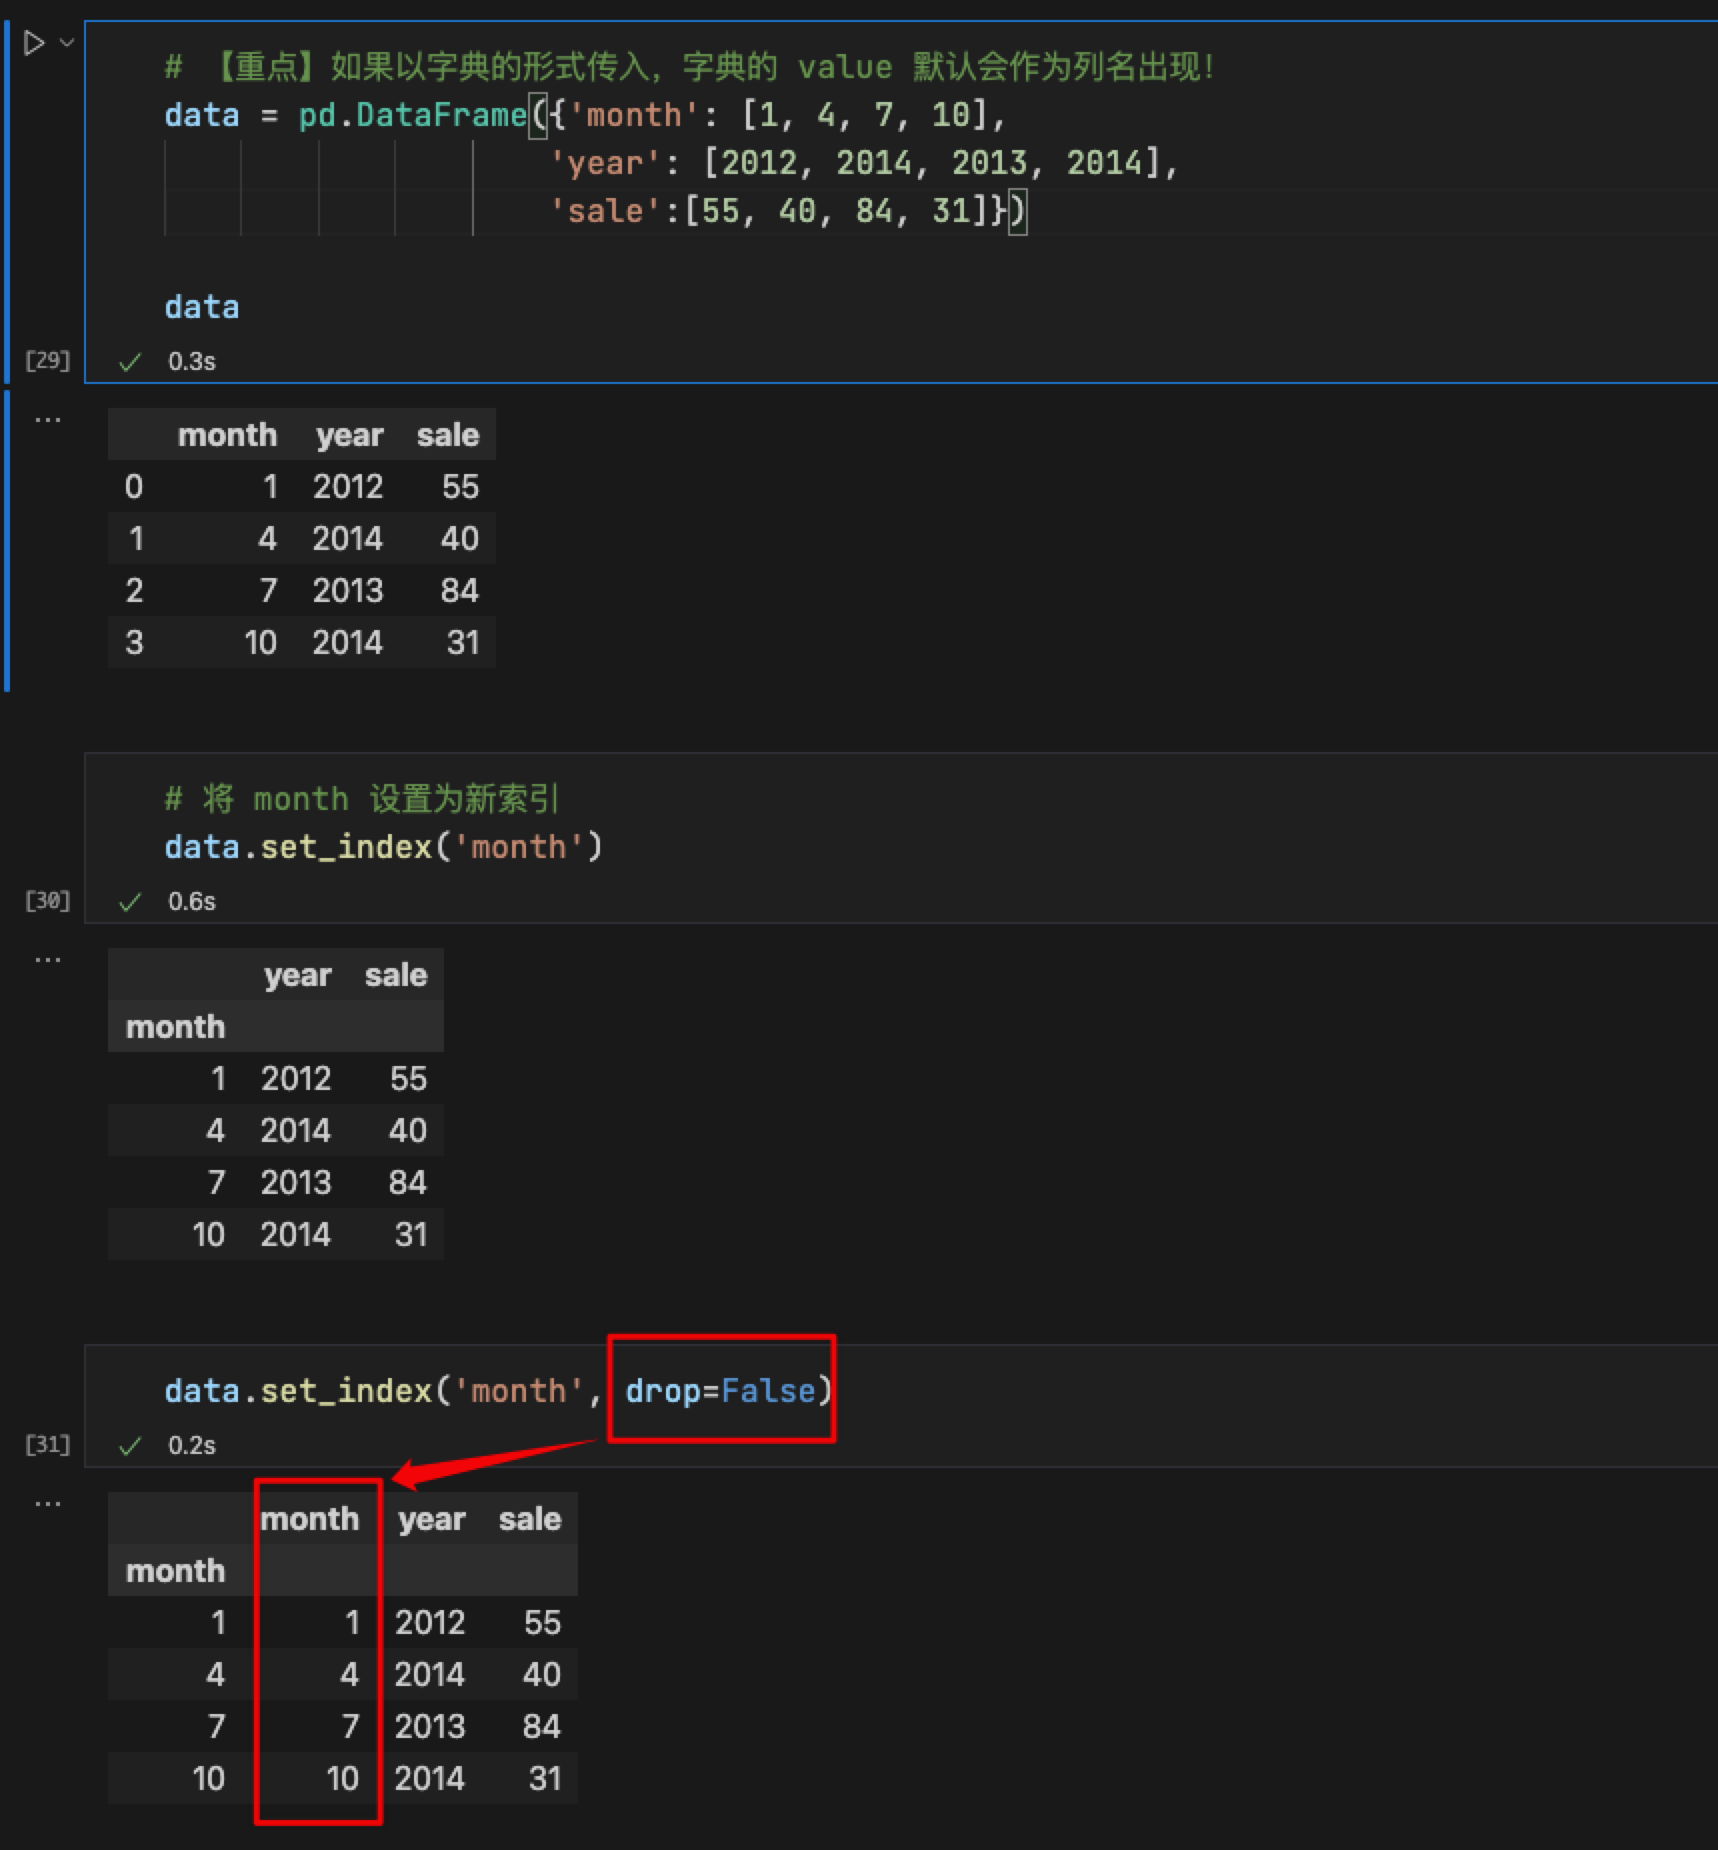 # 【重点】如果以字典的形式传入，字典的 value 默认会作为列名出现！
data = pd.DataFrame({'month': [1, 4, 7, 10],
'year': [2012, 2014, 2013, 2014],
'sale':[55, 40, 84, 31]})
data
[29]
0.3s
...
month year sale
0 1 2012 55
1 4 2014 40
2 7 2013 84
3 10 2014 31
# 将 month 设置为新索引
data.set_index('month')
[30]
0.6s
...
year sale
month
1 2012 55
4 2014 40
7 2013 84
10 2014 31
data.set_index('month', drop=False)
[31]
0.2s
...
month year sale
month
1 1 2012 55
4 4 2014 40
7 7 2013 84
10 10 2014 31